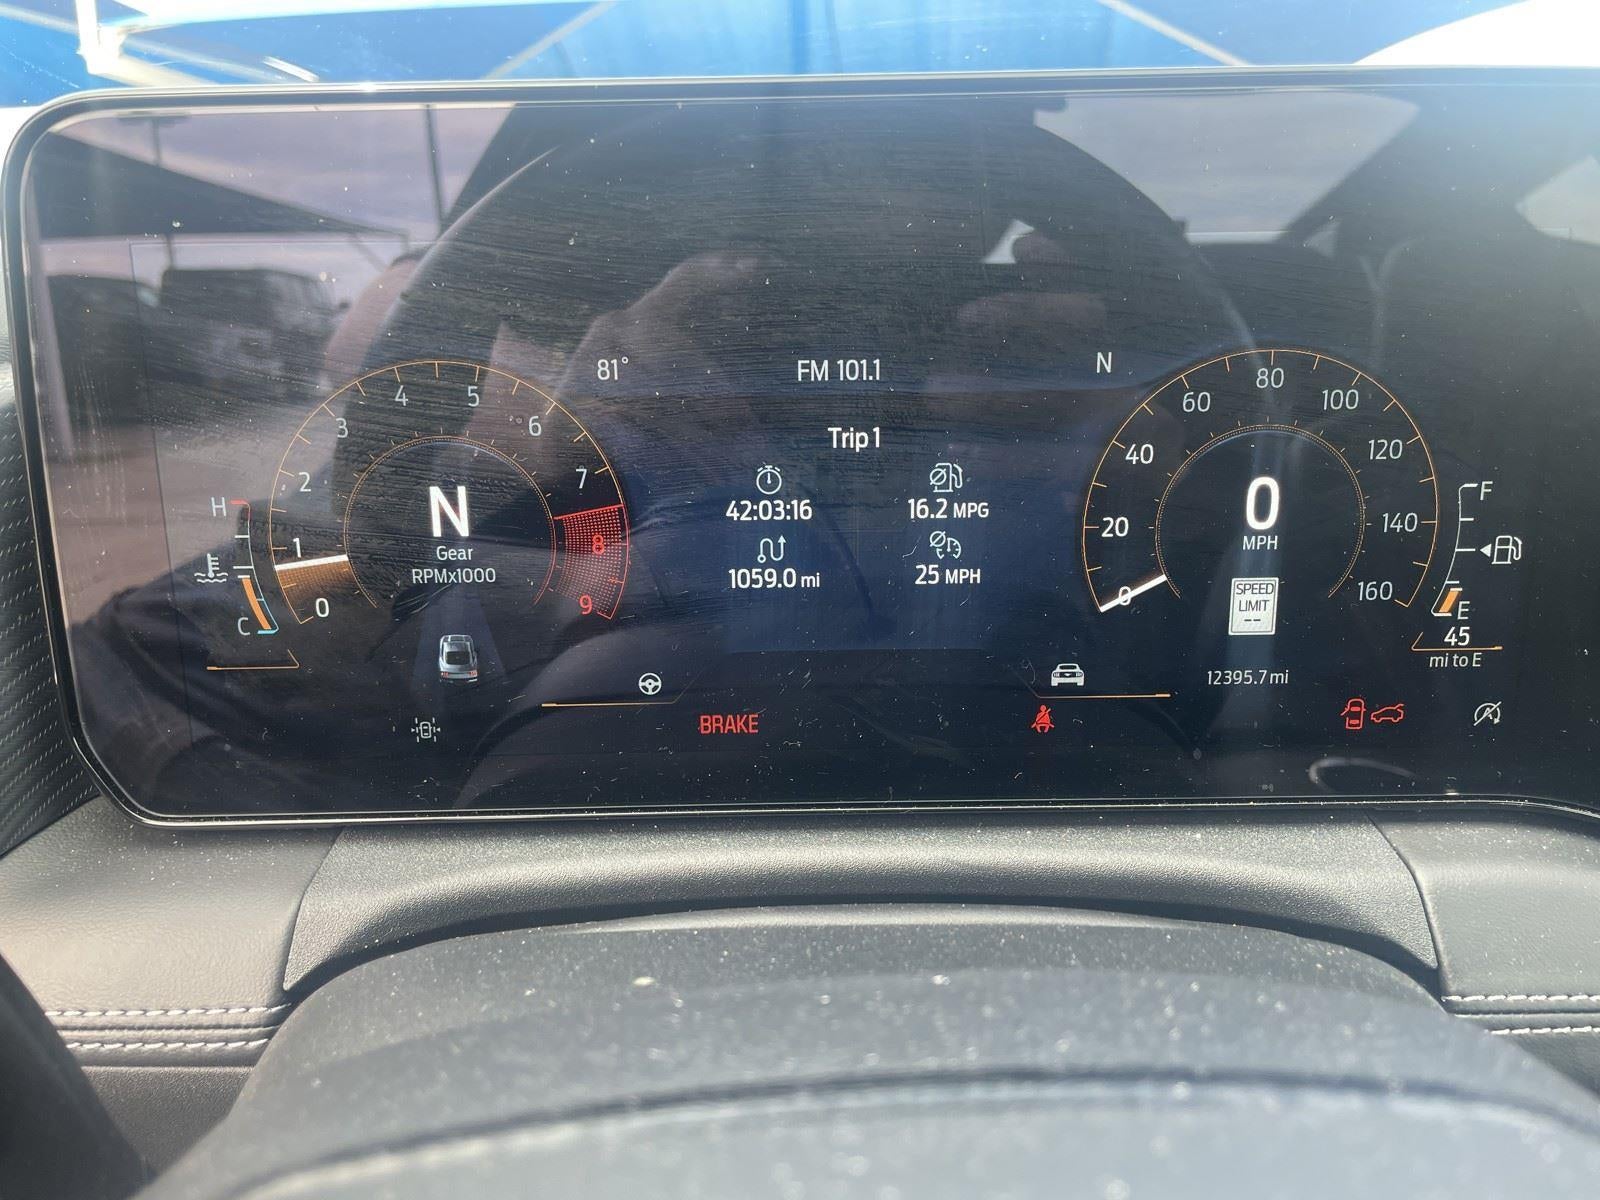 81° FM 101.1 N
Trip 1
42:03:16 16.2 MPG
1059.0 mi 25 MPH
0 1 2 3 4 5 6 7 8 9
N
Gear
RPMx1000
H
C
0 20 40 60 80 100 120 140 160
0
MPH
SPEED
LIMIT
--
12395.7 mi
F
E
45
mi to E
BRAKE